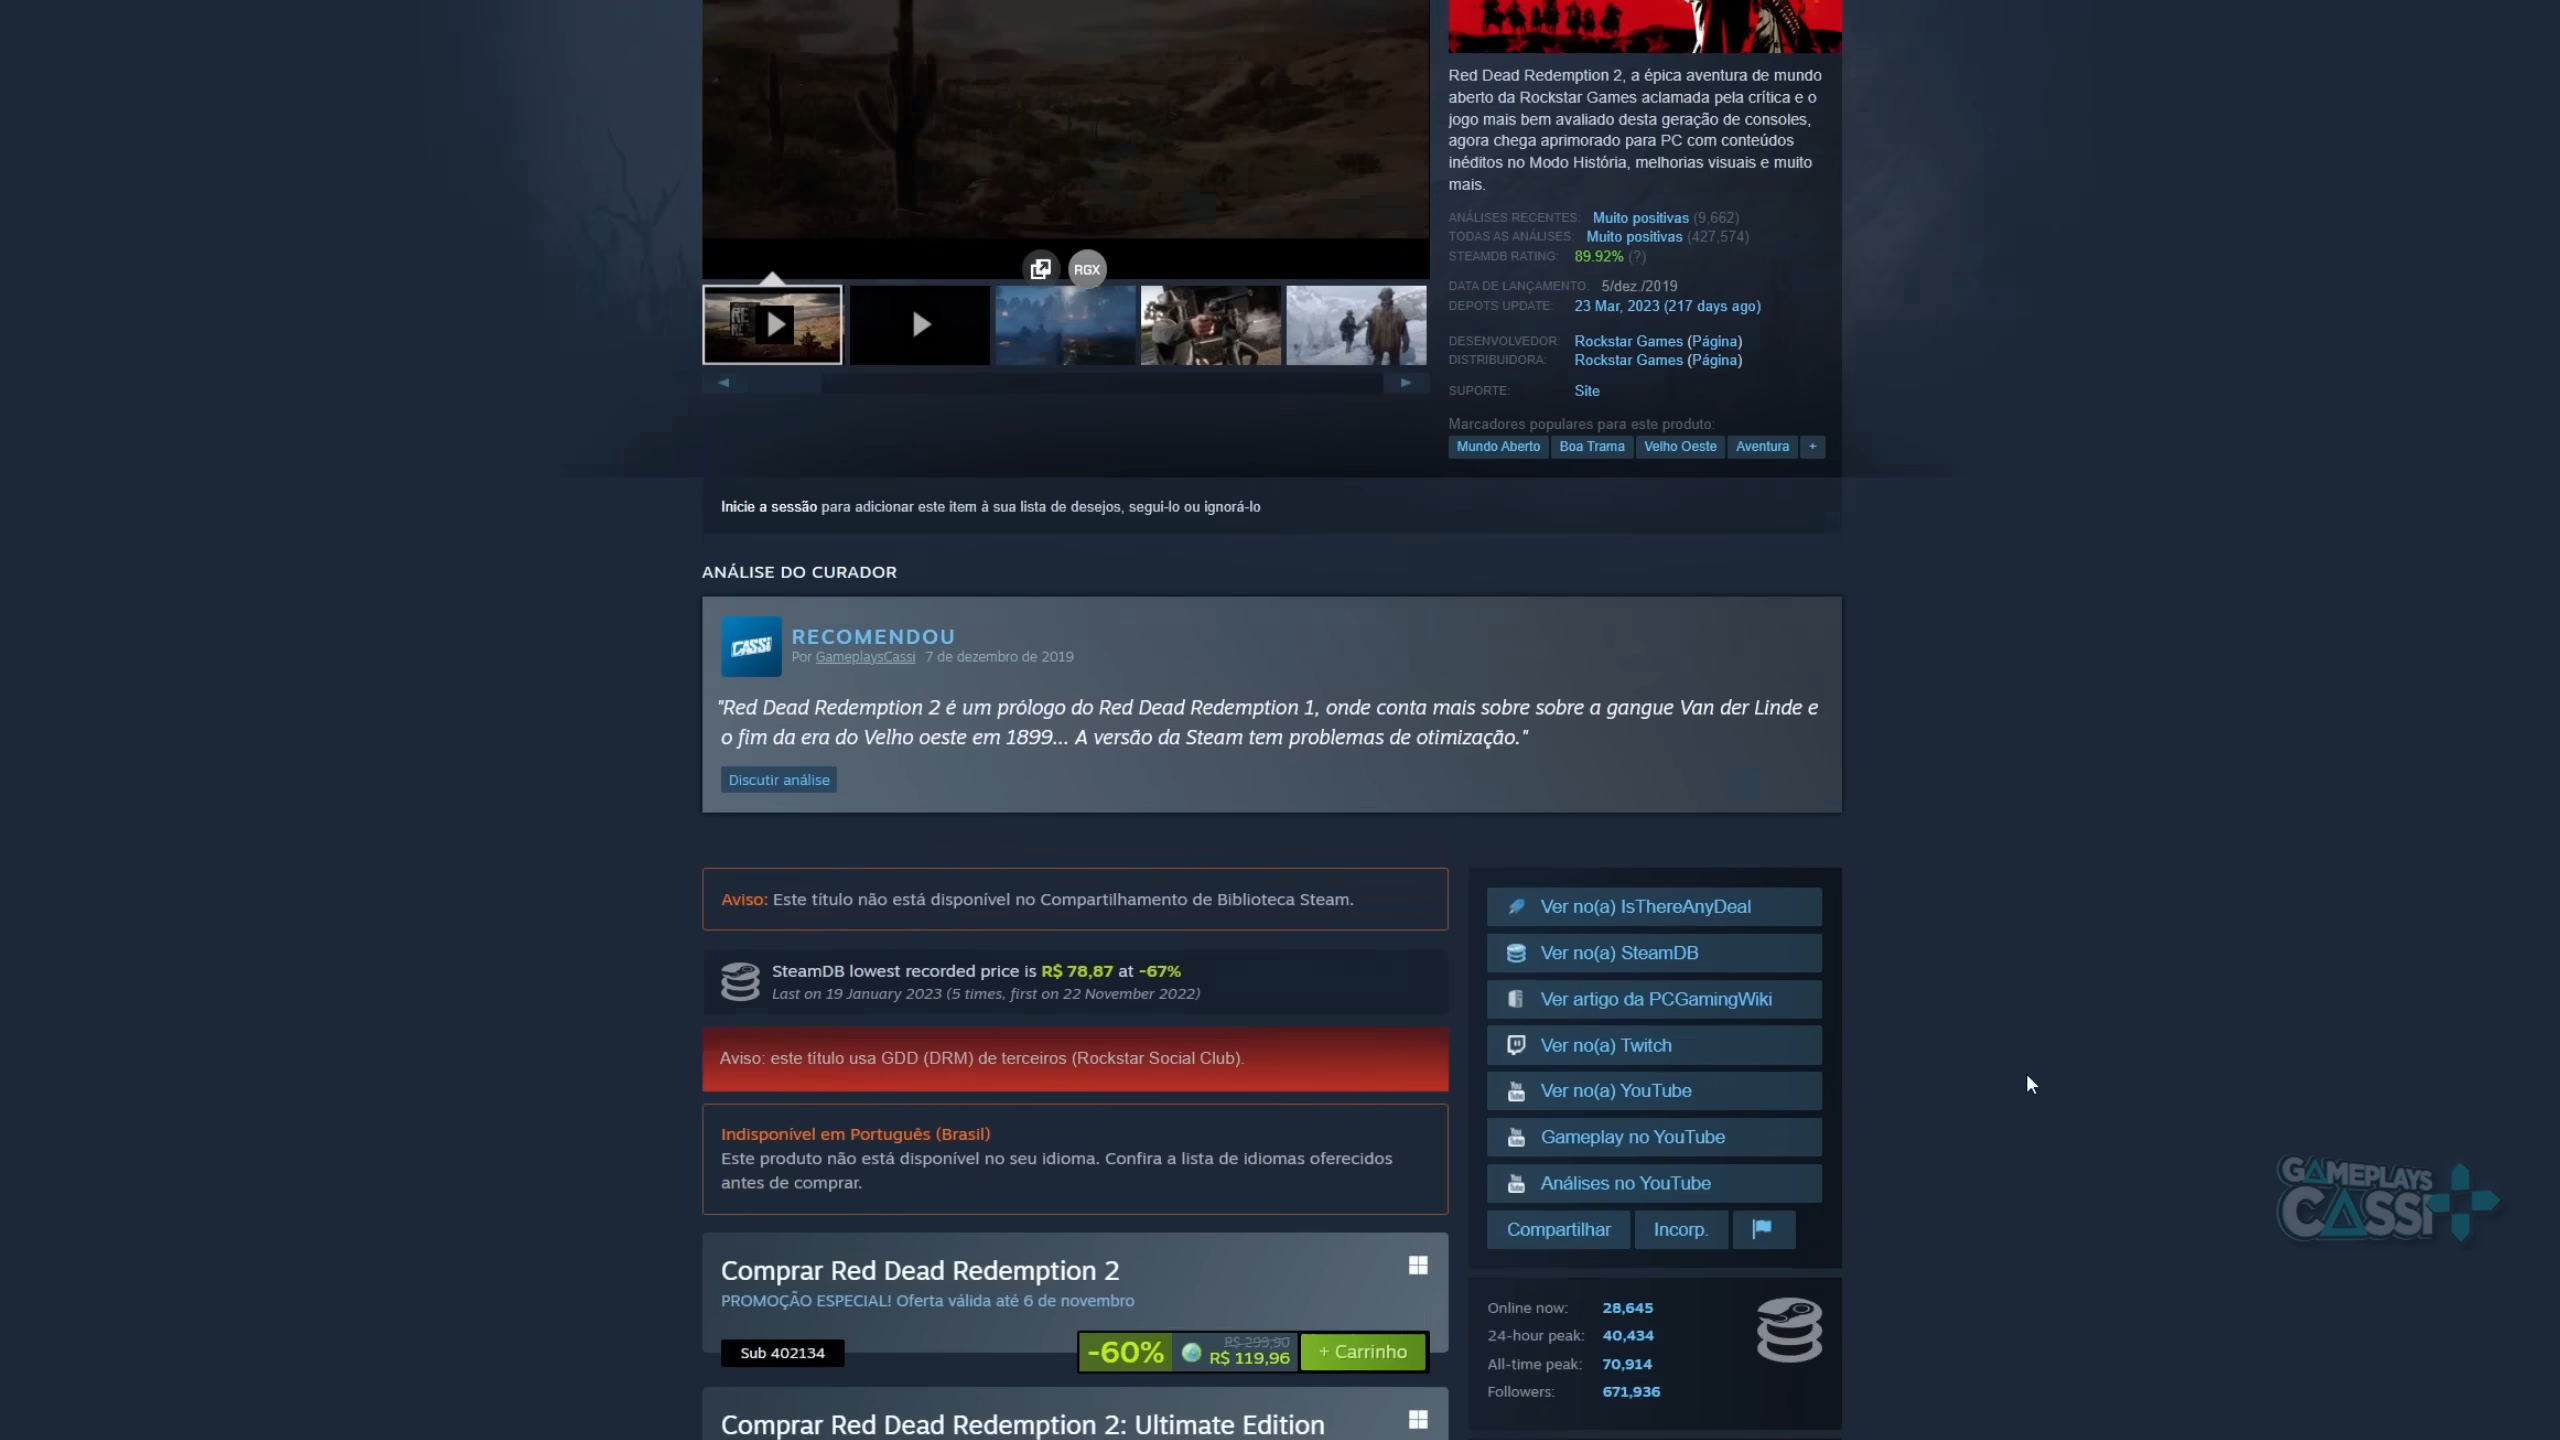 Red Dead Redemption 2, a épica aventura de mundo
aberto da Rockstar Games aclamada pela crítica e o
jogo mais bem avaliado desta geração de consoles,
agora chega aprimorado para PC com conteúdos
inéditos no Modo História, melhorias visuais e muito
mais.
ANÁLISES RECENTES: Muito positivas (9,662)
TODAS AS ANÁLISES: Muito positivas (427,574)
STEAMDB RATING: 89.92% (?)
DATA DE LANÇAMENTO: 5/dez./2019
DEPOTS UPDATE: 23 Mar, 2023 (217 days ago)
DESENVOLVEDOR: Rockstar Games (Página)
DISTRIBUIDORA: Rockstar Games (Página)
SUPORTE: Site
Marcadores populares para este produto:
Mundo Aberto Boa Trama Velho Oeste Aventura +
RGX
Inicie a sessão para adicionar este item à sua lista de desejos, segui-lo ou ignorá-lo
ANÁLISE DO CURADOR
CASSI
RECOMENDOU
Por GameplaysCassi 7 de dezembro de 2019
"Red Dead Redemption 2 é um prólogo do Red Dead Redemption 1, onde conta mais sobre sobre a gangue Van der Linde e
o fim da era do Velho oeste em 1899... A versão da Steam tem problemas de otimização."
Discutir análise
Aviso: Este título não está disponível no Compartilhamento de Biblioteca Steam.
SteamDB lowest recorded price is R$ 78,87 at -67%
Last on 19 January 2023 (5 times, first on 22 November 2022)
Aviso: este título usa GDD (DRM) de terceiros (Rockstar Social Club).
Indisponível em Português (Brasil)
Este produto não está disponível no seu idioma. Confira a lista de idiomas oferecidos
antes de comprar.
Comprar Red Dead Redemption 2
PROMOÇÃO ESPECIAL! Oferta válida até 6 de novembro
Sub 402134
-60% R$ 299,90
R$ 119,96
+ Carrinho
Comprar Red Dead Redemption 2: Ultimate Edition
Ver no(a) IsThereAnyDeal
Ver no(a) SteamDB
Ver artigo da PCGamingWiki
Ver no(a) Twitch
Ver no(a) YouTube
Gameplay no YouTube
Análises no YouTube
Compartilhar Incorp.
Online now: 28,645
24-hour peak: 40,434
All-time peak: 70,914
Followers: 671,936
GAMEPLAYS
CASSI